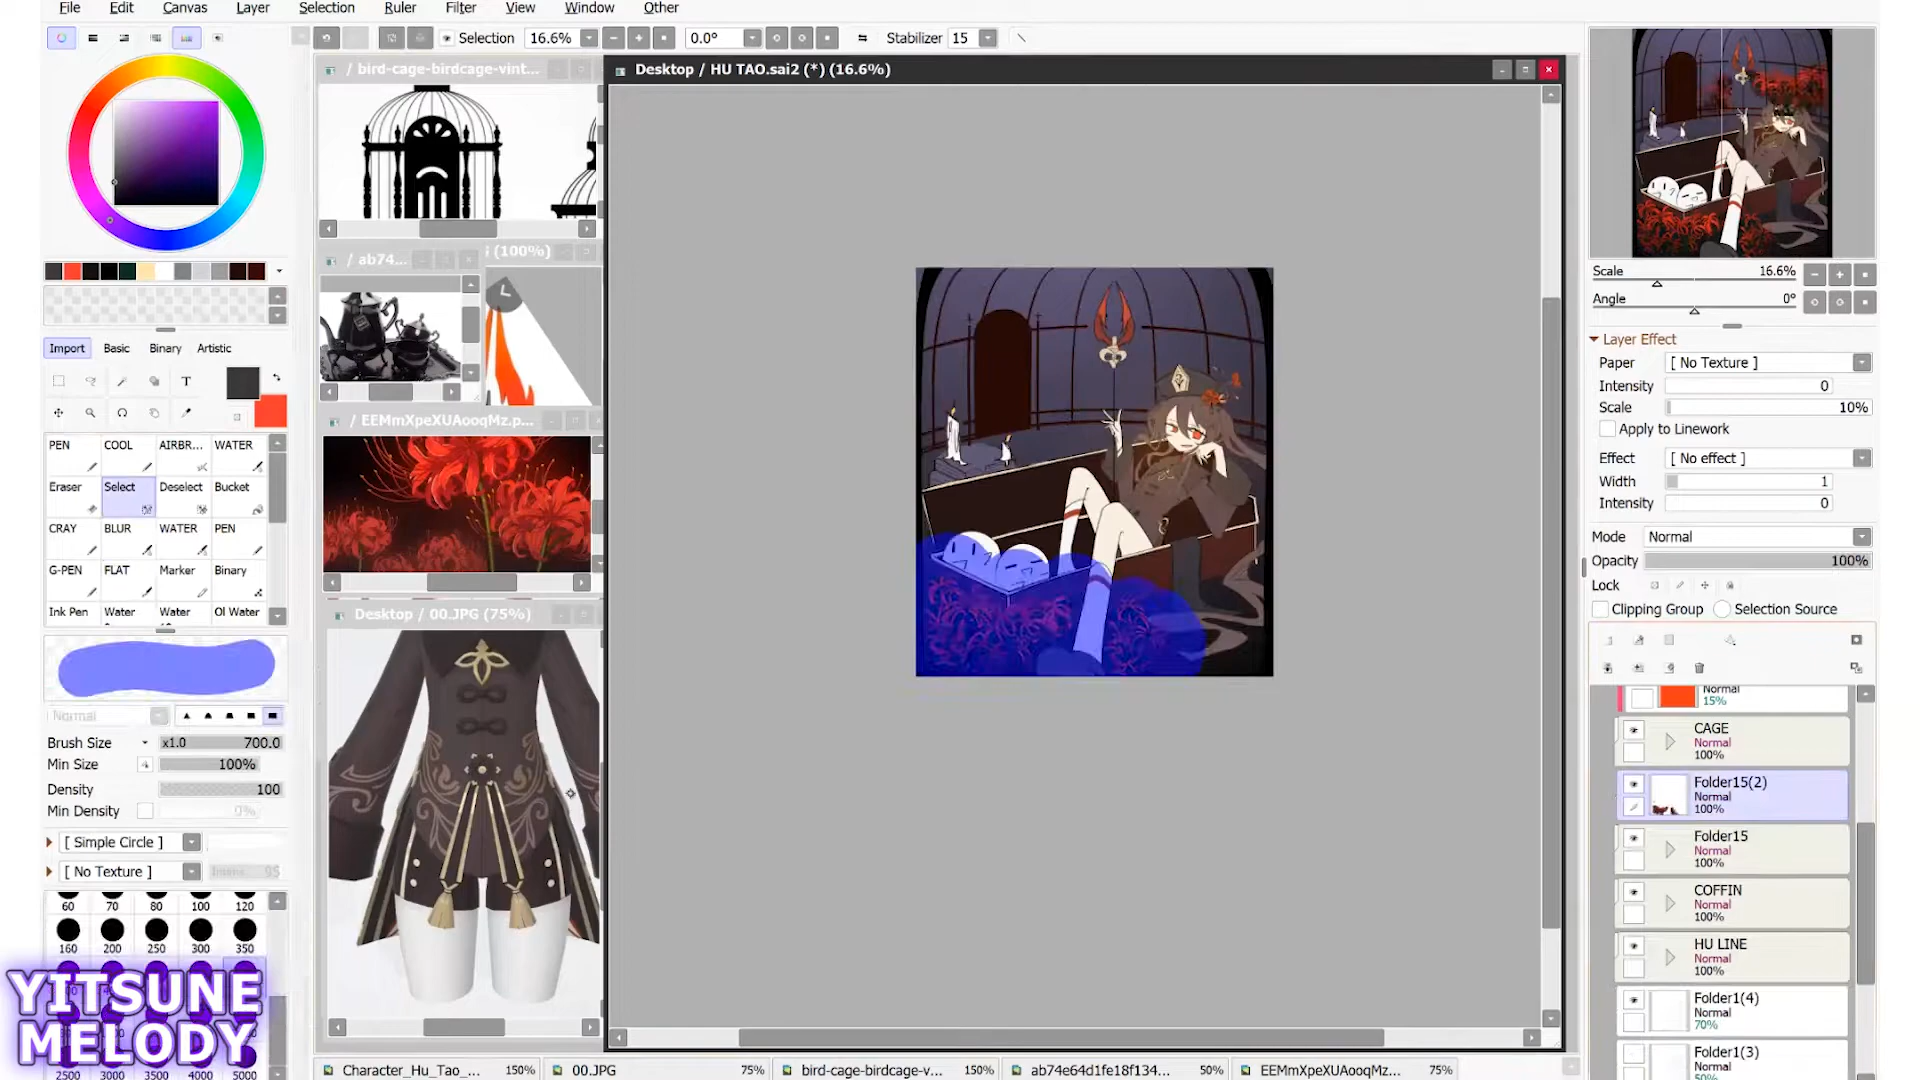 File Edit Canvas Layer Selection Ruler Filter View Window Other
Selection 16.6% 0.0° Stabilizer 15
/ bird-cage-birdcage-vint...
Desktop / HU TAO.sai2 (*) (16.6%)
/ ab74...
(100%)
Scale 16.6%
Angle 0°
Layer Effect
Paper [ No Texture ]
Intensity 0
Scale 10%
Apply to Linework
Effect [ No effect ]
Width 1
Intensity 0
Mode Normal
Opacity 100%
Lock
Clipping Group Selection Source
Import Basic Binary Artistic
T
PEN COOL AIRBR... WATER
Eraser Select Deselect Bucket
CRAY BLUR WATER PEN
G-PEN FLAT Marker Binary
Ink Pen Water Water Ol Water
/ EEMmXpeXUAooqMz.p...
Desktop / 00.JPG (75%)
Normal
Brush Size x1.0 700.0
Min Size 100%
Density 100
Min Density 0%
[ Simple Circle ]
[ No Texture ] 95
60 70 80 100 120
160 200 250 300 350
2500 3000 3500 4000 5000
Normal
15%
CAGE
Normal
100%
Folder15(2)
Normal
100%
Folder15
Normal
100%
COFFIN
Normal
100%
HU LINE
Normal
100%
Folder1(4)
Normal
70%
Folder1(3)
Normal
50%
YITSUNE
MELODY
Character_Hu_Tao_... 150% 00.JPG 75% bird-cage-birdcage-v... 150% ab74e64d1fe18f134... 50% EEMmXpeXUAooqMz... 75%